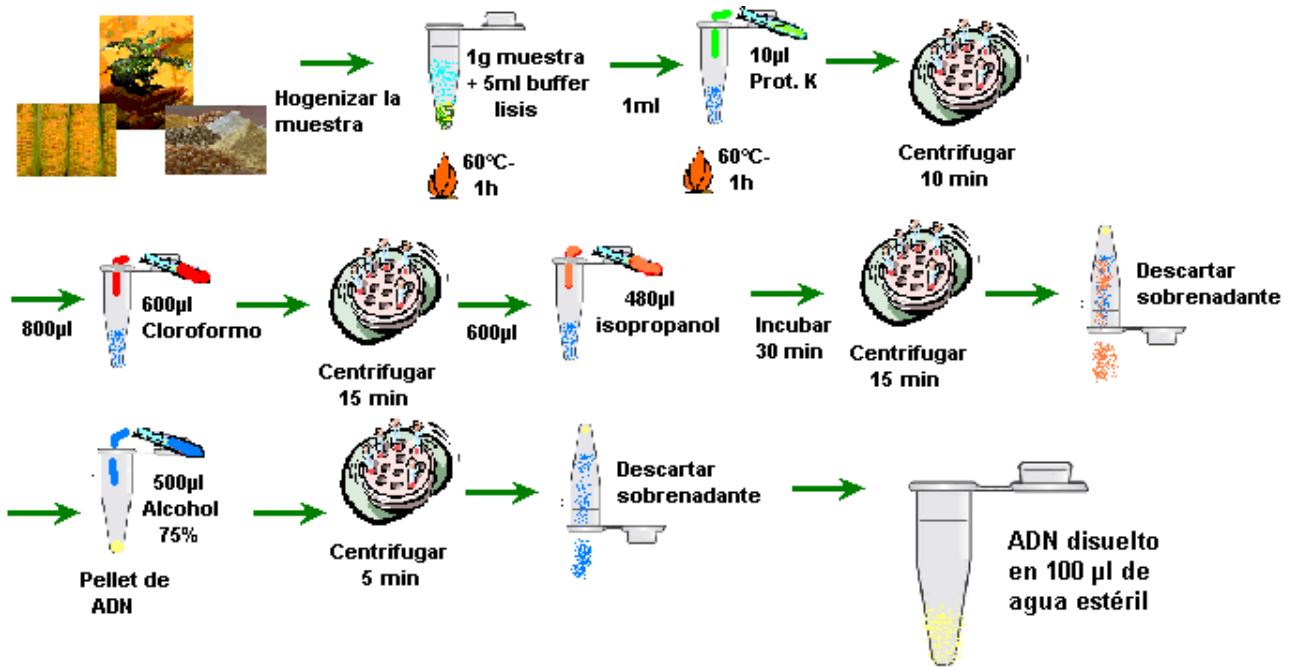 Hogenizar la
muestra
1g muestra
+ 5ml buffer
lisis
60°C-
1h
1ml
10µl
Prot. K
60°C-
1h
Centrifugar
10 min
800µl
600µl
Cloroformo
Centrifugar
15 min
600µl
480µl
isopropanol
Incubar
30 min
Centrifugar
15 min
Descartar
sobrenadante
500µl
Alcohol
75%
Pellet de
ADN
Centrifugar
5 min
Descartar
sobrenadante
ADN disuelto
en 100 µl de
agua estéril